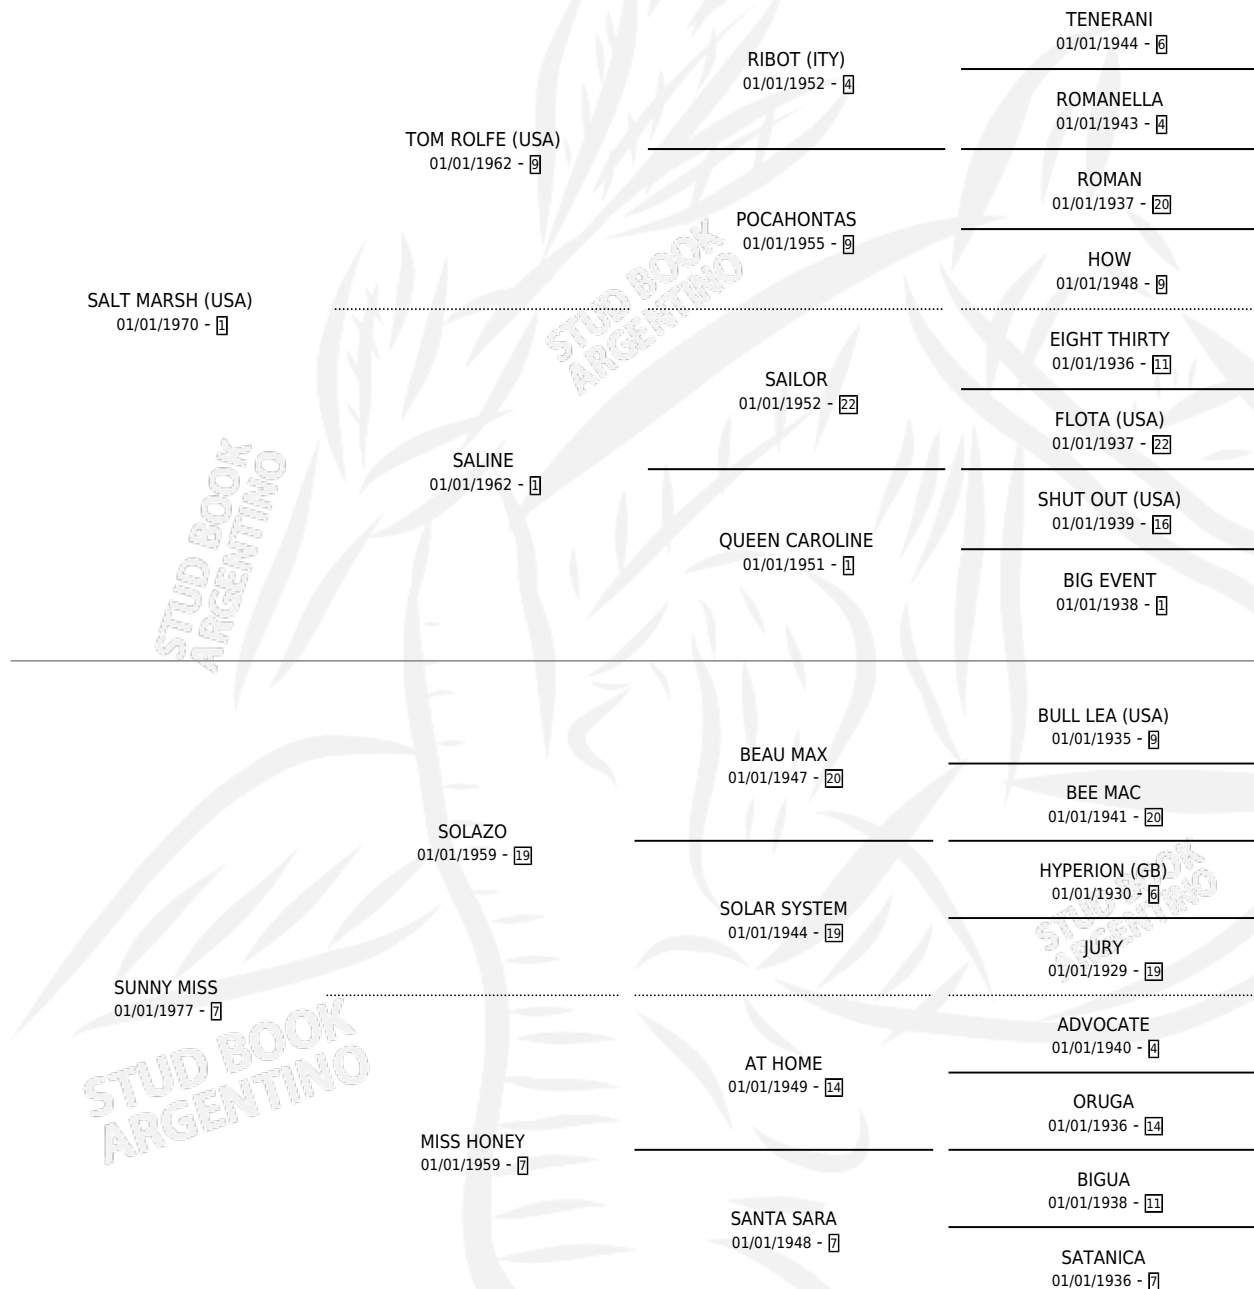 TENERANI
01/01/1944 - 6
RIBOT (ITY)
01/01/1952 - 4
ROMANELLA
01/01/1943 - 4
TOM ROLFE (USA)
01/01/1962 - 9
ROMAN
01/01/1937 - 20
POCAHONTAS
01/01/1955 - 9
HOW
01/01/1948 - 9
SALT MARSH (USA)
01/01/1970 - 1
EIGHT THIRTY
01/01/1936 - 11
SAILOR
01/01/1952 - 22
FLOTA (USA)
01/01/1937 - 22
SALINE
01/01/1962 - 1
SHUT OUT (USA)
01/01/1939 - 16
QUEEN CAROLINE
01/01/1951 - 1
BIG EVENT
01/01/1938 - 1
BULL LEA (USA)
01/01/1935 - 9
BEAU MAX
01/01/1947 - 20
BEE MAC
01/01/1941 - 20
SOLAZO
01/01/1959 - 19
HYPERION (GB)
01/01/1930 - 6
SOLAR SYSTEM
01/01/1944 - 19
JURY
01/01/1929 - 19
SUNNY MISS
01/01/1977 - 7
ADVOCATE
01/01/1940 - 4
AT HOME
01/01/1949 - 14
ORUGA
01/01/1936 - 14
MISS HONEY
01/01/1959 - 7
BIGUA
01/01/1938 - 11
SANTA SARA
01/01/1948 - 7
SATANICA
01/01/1936 - 7
STUD BOOK
ARGENTINO
STUD BOOK
ARGENTINO
STUD BOOK
ARGENTINO
STUD BOOK
ARGENTINO